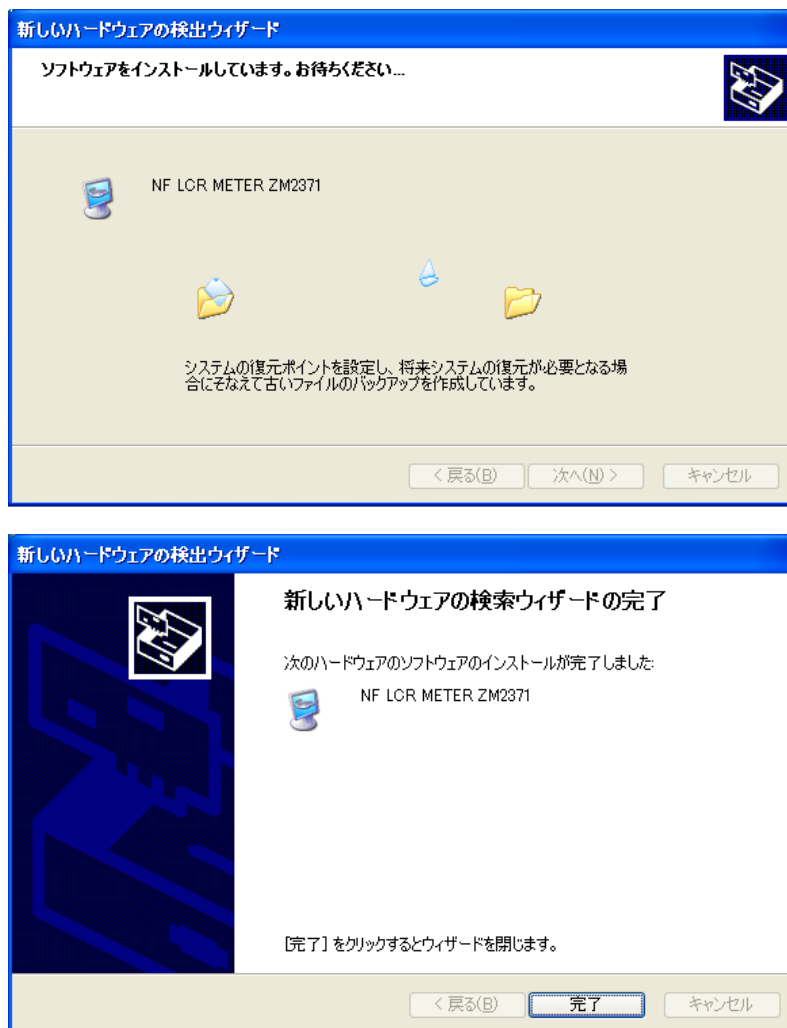 新しいハードウェアの検出ウィザード
ソフトウェアをインストールしています。お待ちください...
NF LCR METER ZM2371
システムの復元ポイントを設定し、将来システムの復元が必要となる場
合にそなえて古いファイルのバックアップを作成しています。
< 戻る(B) 次へ(N) > キャンセル
新しいハードウェアの検出ウィザード
新しいハードウェアの検索ウィザードの完了
次のハードウェアのソフトウェアのインストールが完了しました:
NF LCR METER ZM2371
[完了] をクリックするとウィザードを閉じます。
< 戻る(B) 完了 キャンセル